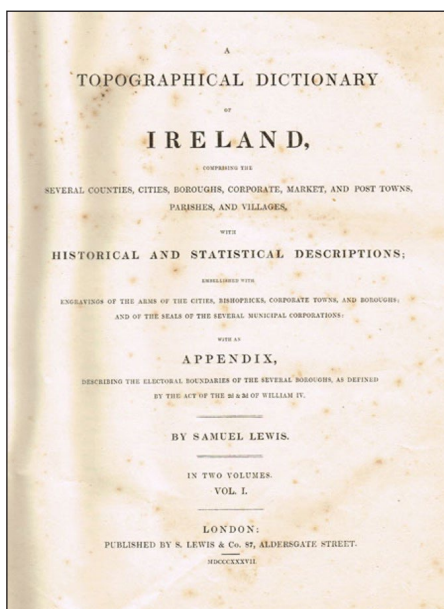 A
TOPOGRAPHICAL DICTIONARY
OF
IRELAND,
COMPRISING THE
SEVERAL COUNTIES, CITIES, BOROUGHS, CORPORATE, MARKET, AND POST TOWNS,
PARISHES, AND VILLAGES,
WITH
HISTORICAL AND STATISTICAL DESCRIPTIONS;
EMBELLISHED WITH
ENGRAVINGS OF THE ARMS OF THE CITIES, BISHOPRICKS, CORPORATE TOWNS, AND BOROUGHS;
AND OF THE SEALS OF THE SEVERAL MUNICIPAL CORPORATIONS:
WITH AN
APPENDIX,
DESCRIBING THE ELECTORAL BOUNDARIES OF THE SEVERAL BOROUGHS, AS DEFINED
BY THE ACT OF THE 2d & 3d OF WILLIAM IV.
BY SAMUEL LEWIS.
IN TWO VOLUMES.
VOL. I.
LONDON:
PUBLISHED BY S. LEWIS & Co. 87, ALDERSGATE STREET.
MDCCCXXXVII.